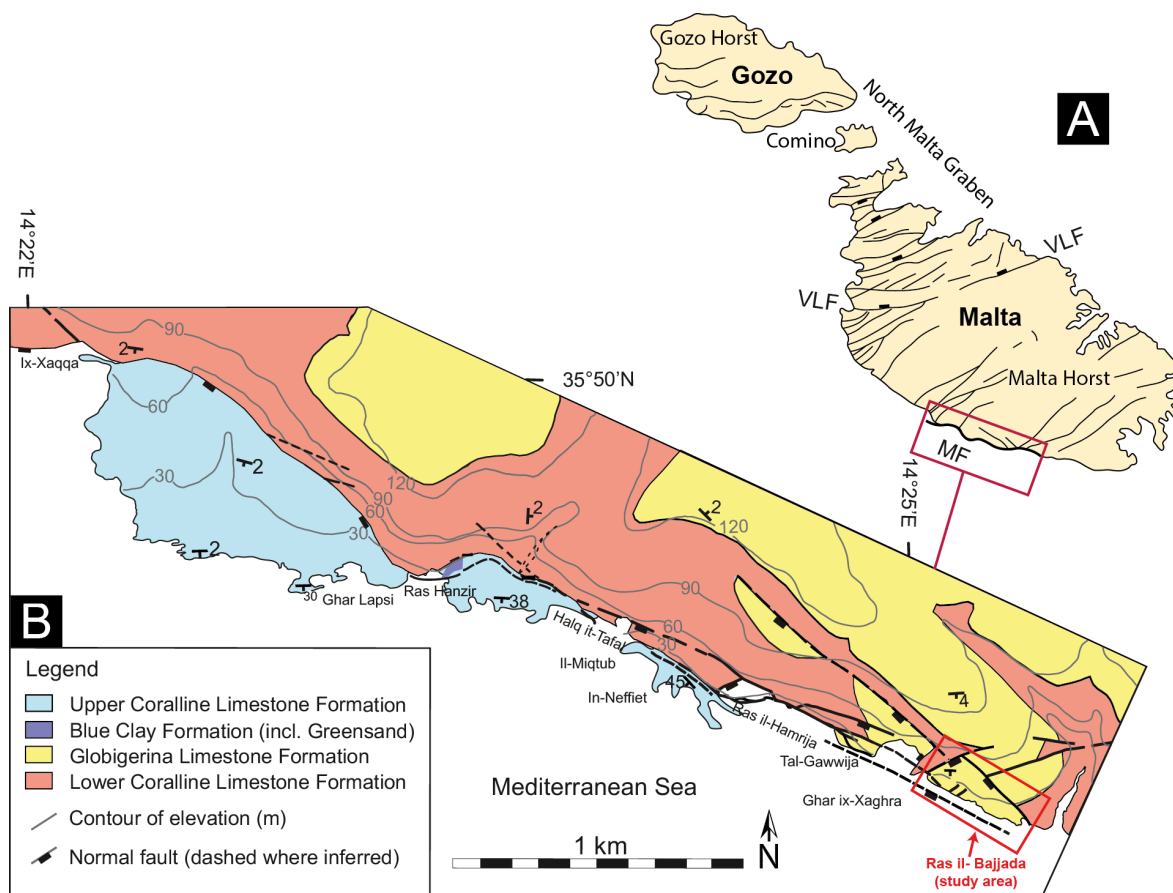 Gozo Horst
Gozo
North Malta Graben
A
Comino
VLF
VLF
Malta
Malta Horst
MF
14°22'E
35°50'N
14°25'E
90
2
Ix-Xaqqa
60
2
30
120
90
60
30
2
2
120
2
30
Ghar Lapsi
Ras Hanzir
38
90
60
30
Halq it-Tafal
Il-Miqtub
45
In-Neffiet
Ras il-Hamrija
4
Tal-Gawwija
11
Ghar ix-Xaghra
Mediterranean Sea
1 km
N
Ras il- Bajjada
(study area)
B
Legend
Upper Coralline Limestone Formation
Blue Clay Formation (incl. Greensand)
Globigerina Limestone Formation
Lower Coralline Limestone Formation
Contour of elevation (m)
Normal fault (dashed where inferred)